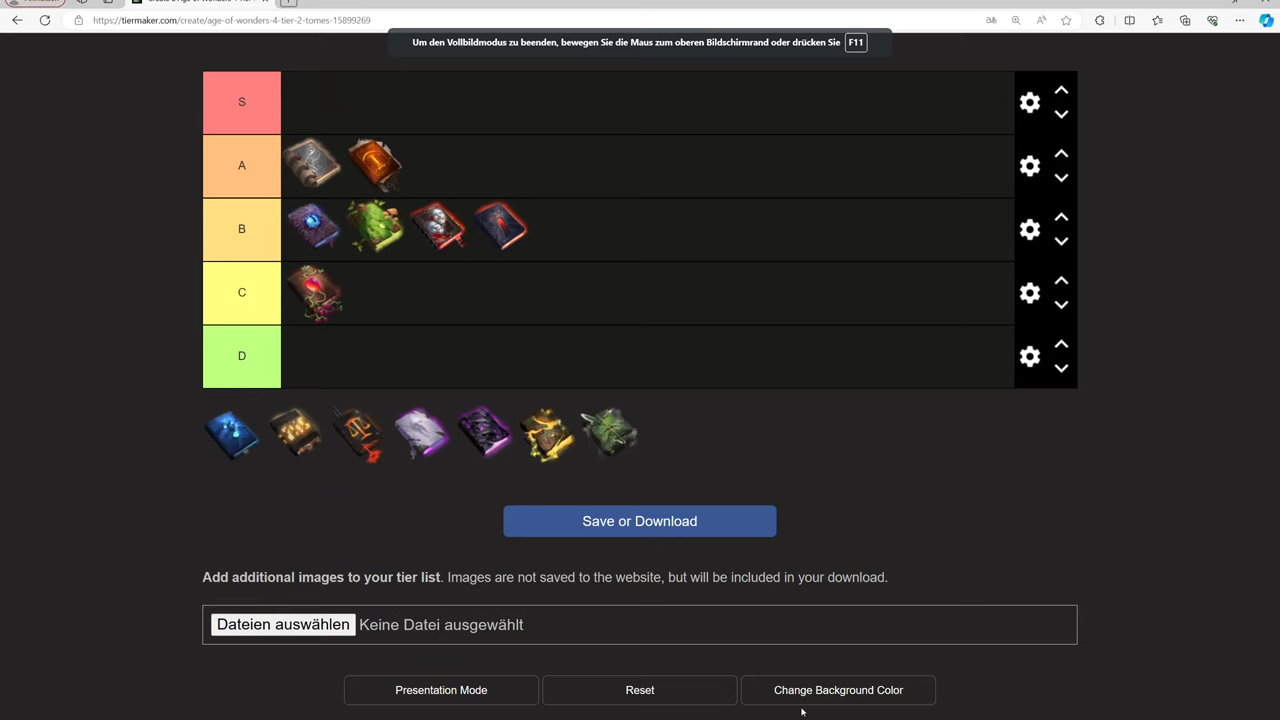 https://tiermaker.com/create/age-of-wonders-4-tier-2-tomes-15899269
Um den Vollbildmodus zu beenden, bewegen Sie die Maus zum oberen Bildschirmrand oder drücken Sie F11
S
A
B
C
D
Save or Download
Add additional images to your tier list. Images are not saved to the website, but will be included in your download.
Dateien auswählen Keine Datei ausgewählt
Presentation Mode
Reset
Change Background Color